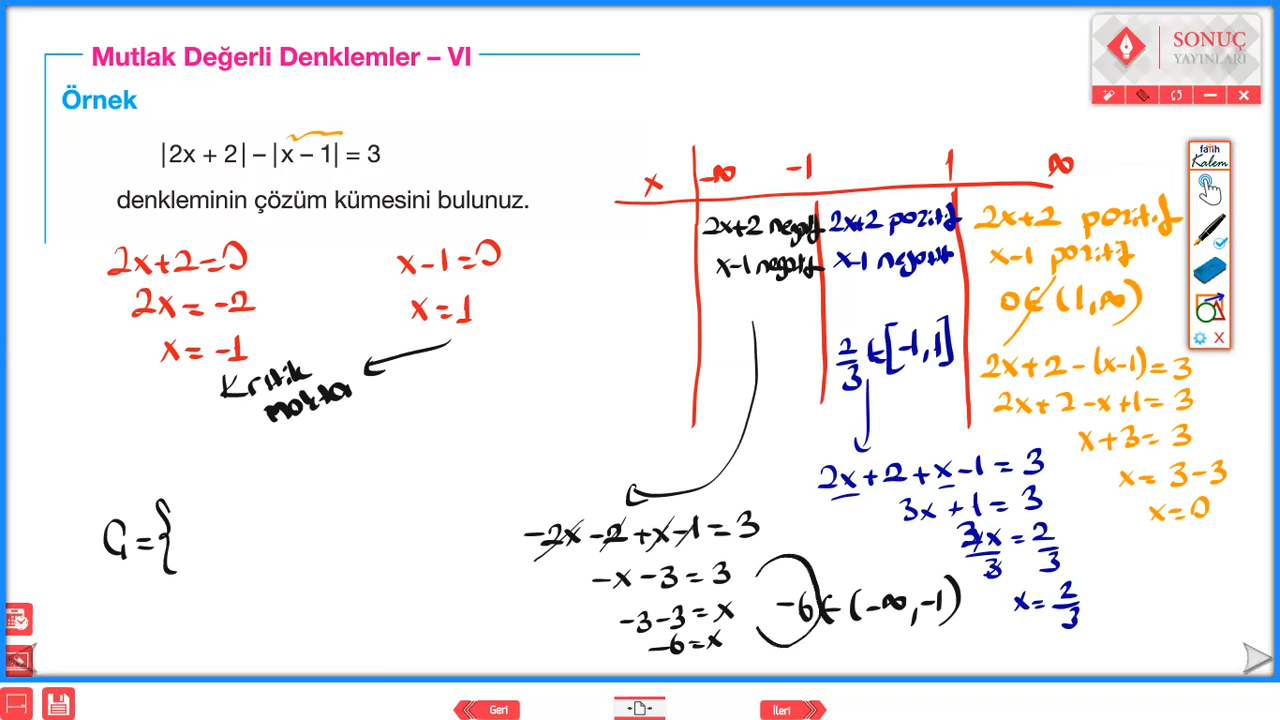 Mutlak Değerli Denklemler – VI
SONUÇ
YAYINLARI
Örnek
|2x + 2| – |x – 1| = 3
denkleminin çözüm kümesini bulunuz.
fatih
Kalem
2x+2=0
2x = -2
x = -1
x-1=0
x=1
Kritik
x
-∞ -1 1 ∞
2x+2 negatif
x-1 negatif
2x+2 pozitif
x-1 negatif
2/3 ∈ [-1,1]
2x+2 pozitif
x-1 pozitif
0 ∉ (1,∞)
2x+2-(x-1)=3
2x+2-x+1=3
x+3=3
x=3-3
x=0
2x+2+x-1=3
3x+1=3
3x/3 = 2/3
x=2/3
-2x-2+x-1=3
-x-3=3
-3-3=x
-6=x
-6 ∈ (-∞,-1)
Ç={
Geri
İleri